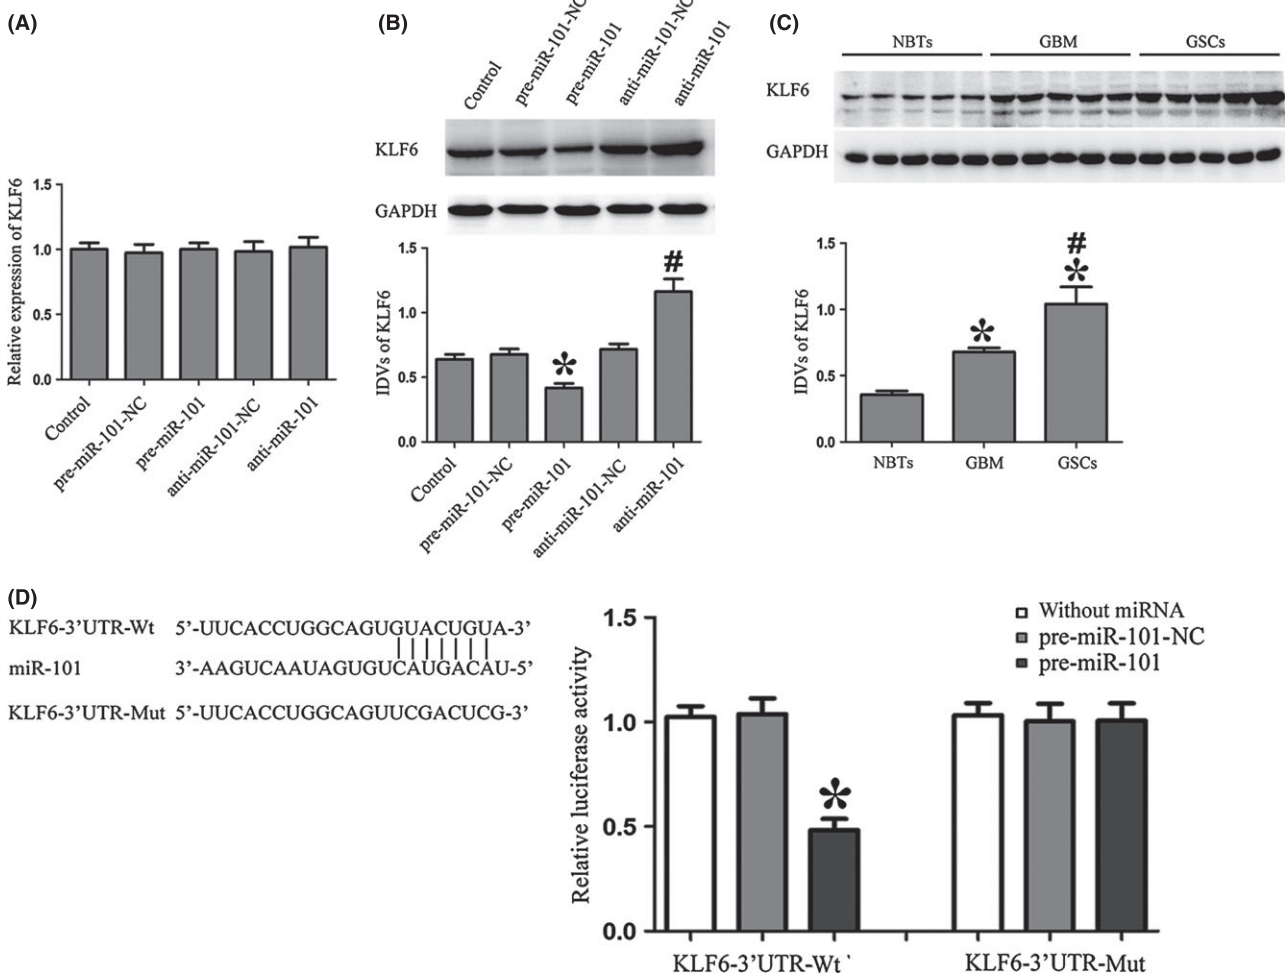 (A)
Relative expression of KLF6
1.5
1.0
0.5
0.0
Control
pre-miR-101-NC
pre-miR-101
anti-miR-101-NC
anti-miR-101
(B)
Control
pre-miR-101-NC
pre-miR-101
anti-miR-101-NC
anti-miR-101
KLF6
GAPDH
IDVs of KLF6
1.5
1.0
0.5
0.0
*
#
Control
pre-miR-101-NC
pre-miR-101
anti-miR-101-NC
anti-miR-101
(C)
NBTs GBM GSCs
KLF6
GAPDH
IDVs of KLF6
1.5
1.0
0.5
0.0
*
#
*
NBTs GBM GSCs
(D)
KLF6-3’UTR-Wt 5’-UUCACCUGGCAGUGUACUGUA-3’
miR-101 3’-AAGUCAAUAGUGUCAUGACAU-5’
KLF6-3’UTR-Mut 5’-UUCACCUGGCAGUUCGACUCG-3’
Relative luciferase activity
1.5
1.0
0.5
0.0
Without miRNA
pre-miR-101-NC
pre-miR-101
*
KLF6-3’UTR-Wt ’ KLF6-3’UTR-Mut